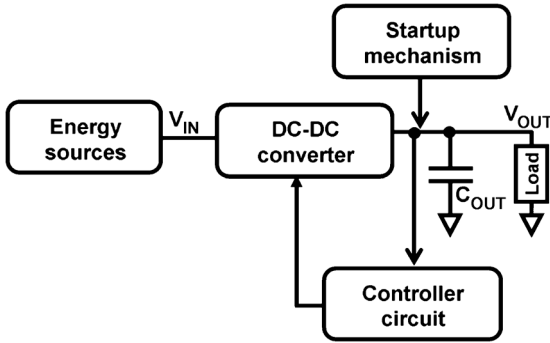 Startup
mechanism
Energy
sources
V_IN
DC-DC
converter
V_OUT
C_OUT
Load
Controller
circuit